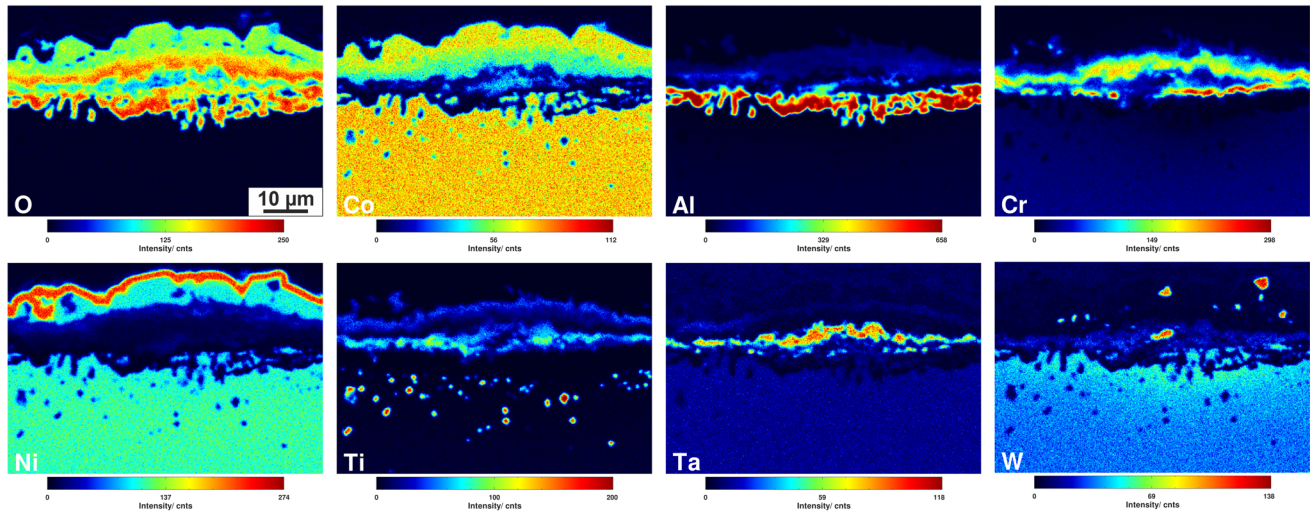 O
10 µm
Co
Al
Cr
0 125 250
Intensity/ cnts
0 56 112
Intensity/ cnts
0 329 658
Intensity/ cnts
0 149 298
Intensity/ cnts
Ni
Ti
Ta
W
0 137 274
Intensity/ cnts
0 100 200
Intensity/ cnts
0 59 118
Intensity/ cnts
0 69 138
Intensity/ cnts